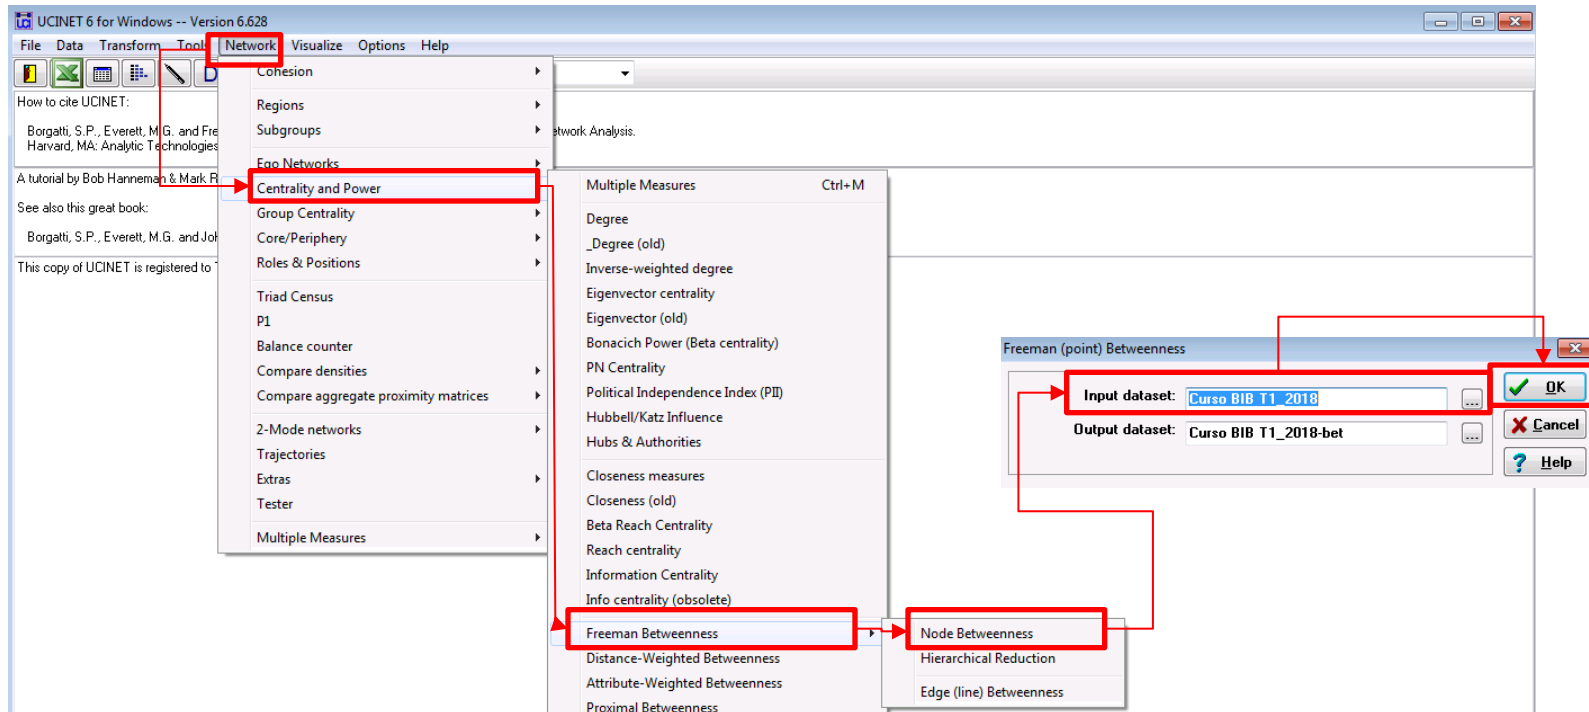 UCINET 6 for Windows -- Version 6.628
File Data Transform Tools Network Visualize Options Help
D
How to cite UCINET:
Borgatti, S.P., Everett, M.G. and Fre
etwork Analysis.
Harvard, MA: Analytic Technologies
A tutorial by Bob Hanneman & Mark R
See also this great book:
Borgatti, S.P., Everett, M.G. and Joh
This copy of UCINET is registered to
Cohesion
Regions
Subgroups
Ego Networks
Centrality and Power
Group Centrality
Core/Periphery
Roles & Positions
Triad Census
P1
Balance counter
Compare densities
Compare aggregate proximity matrices
2-Mode networks
Trajectories
Extras
Tester
Multiple Measures
Multiple Measures Ctrl+M
Degree
_Degree (old)
Inverse-weighted degree
Eigenvector centrality
Eigenvector (old)
Bonacich Power (Beta centrality)
PN Centrality
Political Independence Index (PII)
Hubbell/Katz Influence
Hubs & Authorities
Closeness measures
Closeness (old)
Beta Reach Centrality
Reach centrality
Information Centrality
Info centrality (obsolete)
Freeman Betweenness
Distance-Weighted Betweenness
Attribute-Weighted Betweenness
Proximal Betweenness
Node Betweenness
Hierarchical Reduction
Edge (line) Betweenness
Freeman (point) Betweenness
Input dataset: Curso BIB T1_2018 ...
Output dataset: Curso BIB T1_2018-bet ...
OK
Cancel
Help